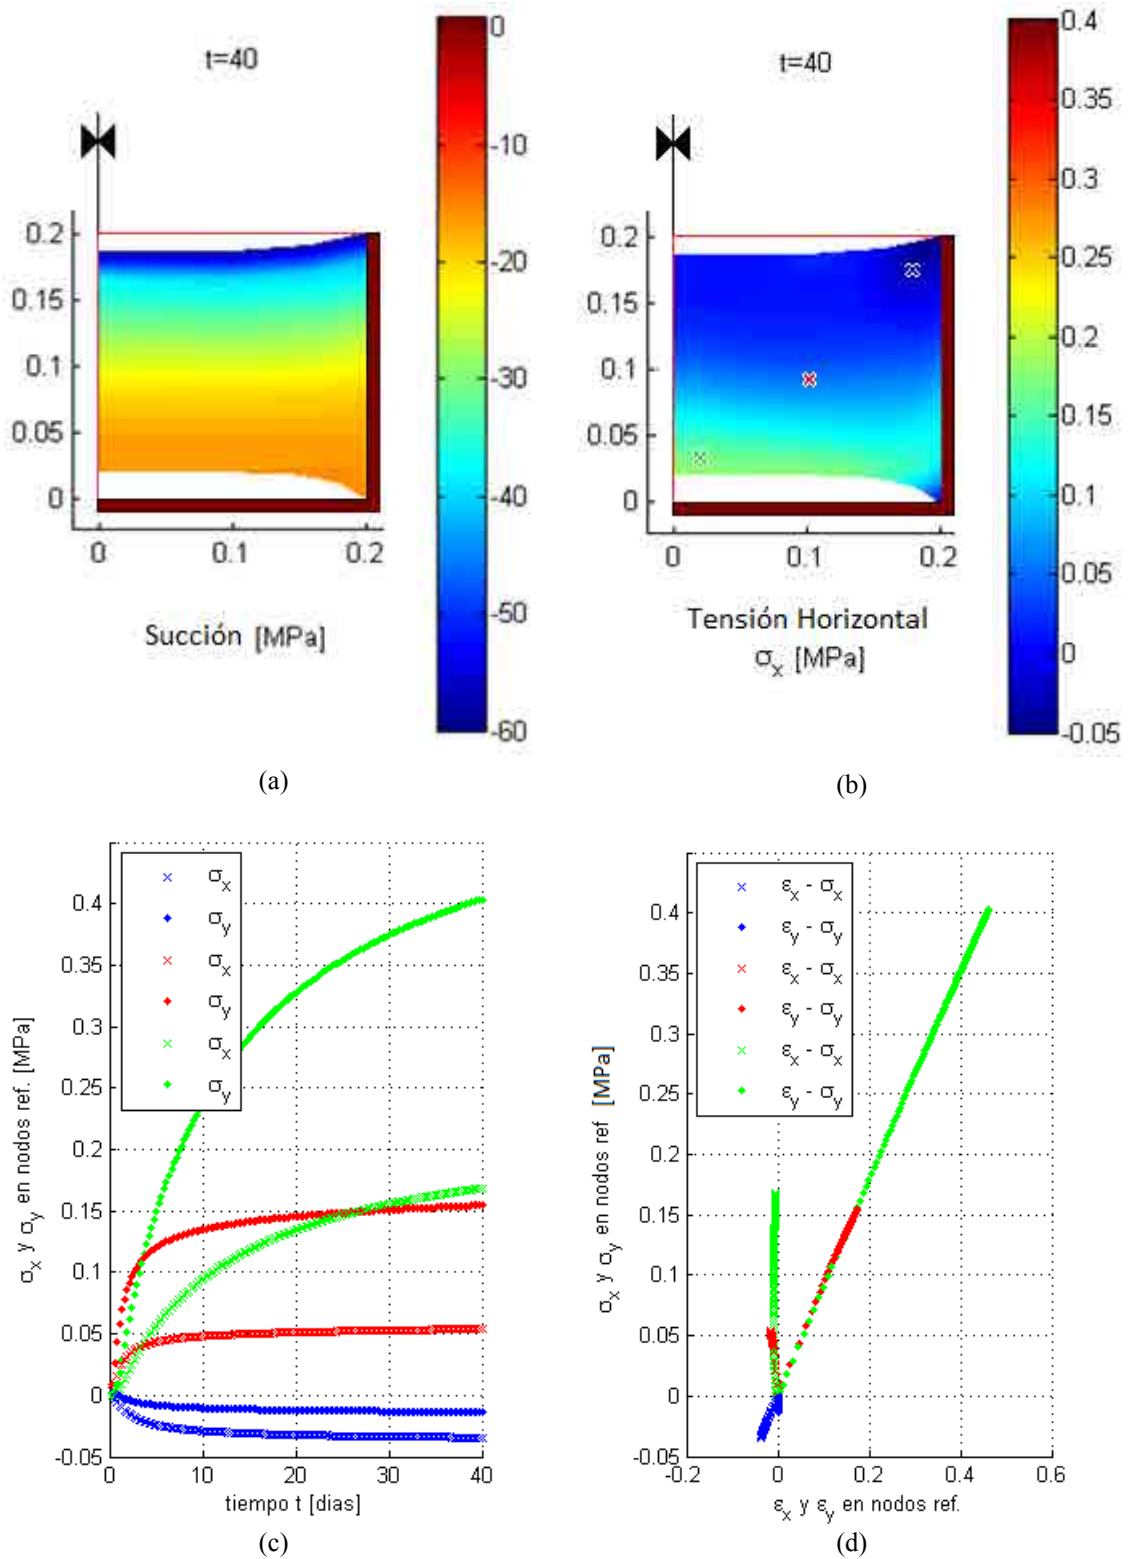 t=40
0
-10
-20
-30
-40
-50
-60
0.2
0.15
0.1
0.05
0
0
0.1
0.2
Succión [MPa]
(a)
t=40
0.4
0.35
0.3
0.25
0.2
0.15
0.1
0.05
0
-0.05
0.2
0.15
0.1
0.05
0
0
0.1
0.2
Tensión Horizontal
σx [MPa]
(b)
σx y σy en nodos ref. [MPa]
0.4
0.35
0.3
0.25
0.2
0.15
0.1
0.05
0
-0.05
σx
σy
σx
σy
σx
σy
0
10
20
30
40
tiempo t [dias]
(c)
σx y σy en nodos ref [MPa]
0.4
0.35
0.3
0.25
0.2
0.15
0.1
0.05
0
-0.05
εx - σx
εy - σy
εx - σx
εy - σy
εx - σx
εy - σy
-0.2
0
0.2
0.4
0.6
εx y εy en nodos ref.
(d)